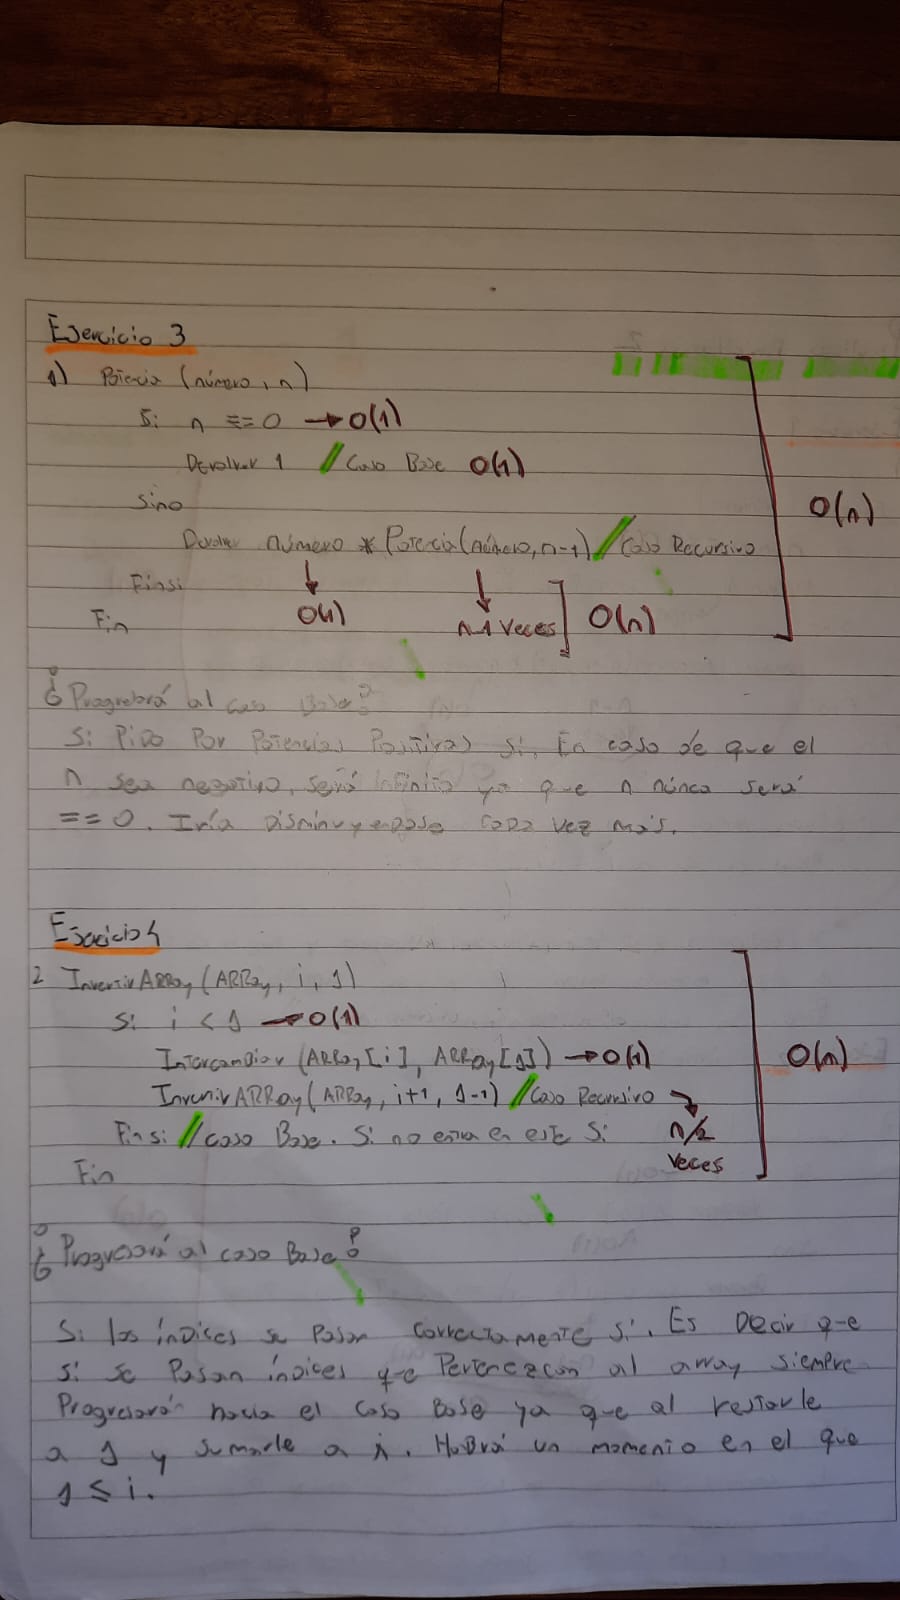 Ejercicio 3
1) Potencia (número, n)
Si n == 0 → O(1)
Devolver 1 // Caso Base O(1)
Sino
Devolver número * Potencia(número, n-1) // Caso Recursivo
Finsi
O(1) n-1 veces ] O(n)
Fin
O(n)
¿Progresará al caso Base?
Si Pido Por Potencias Positivas si. En caso de que el
n sea negativo, será infinito ya que n nunca será
== 0. Iría Disminuyendose cada vez más.
Ejercicio 4
2 InvertirARRay (ARRay, i, J)
Si i < J → O(1)
Intercambiar (ARRay[i], ARRay[J]) → O(1)
InvertirARRay(ARRay, i+1, J-1) // Caso Recursivo
n/2
veces
Finsi // caso Base. Si no entra en este Si
Fin
O(n)
¿Progresará al caso Base?
Si los índices se Pasan correctamente si. Es Decir que
si se Pasan índices que Pertenezcan al array siempre
Progresarán hacia el caso Base ya que al restarle
a J y sumarle a i. Habrá un momento en el que
J ≤ i.